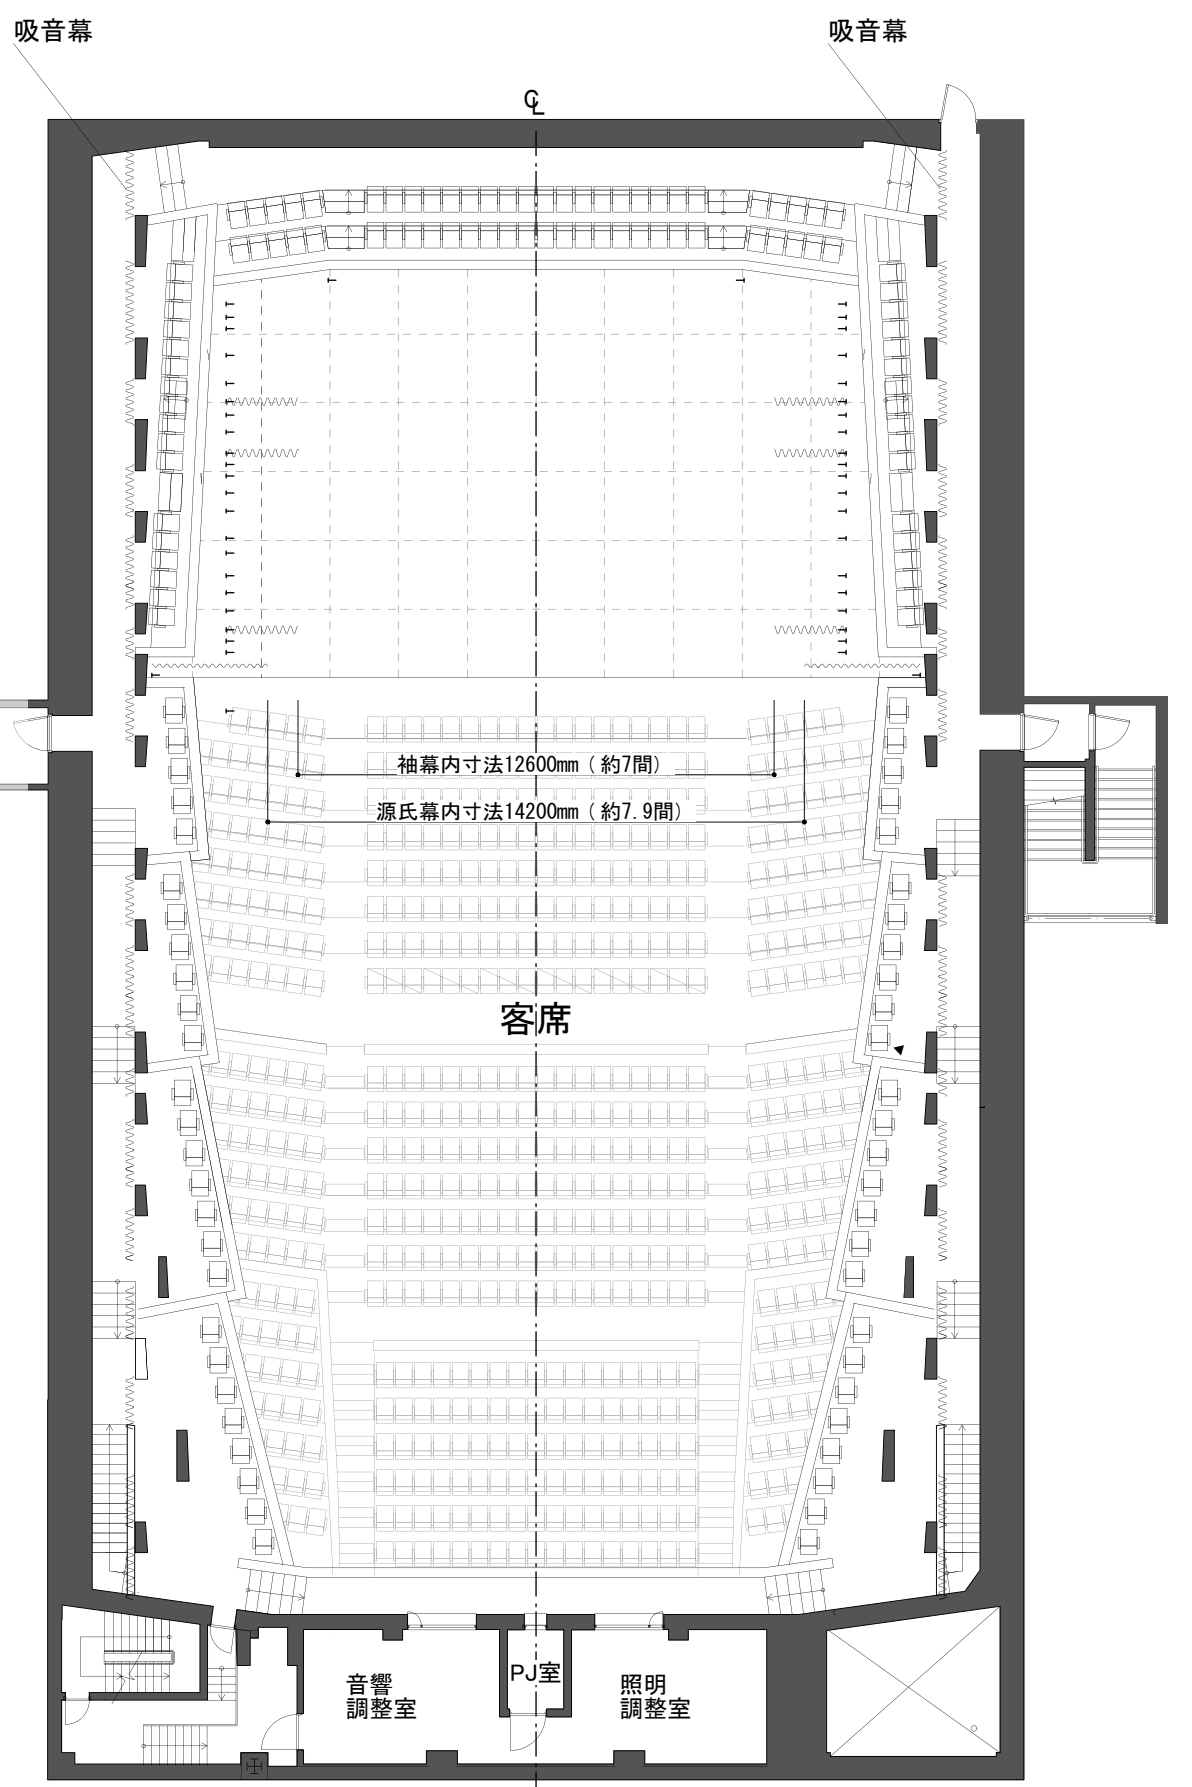 吸音幕
吸音幕
℄
袖幕内寸法12600mm（約7間）
源氏幕内寸法14200mm（約7.9間）
客席
音響
調整室
PJ室
照明
調整室